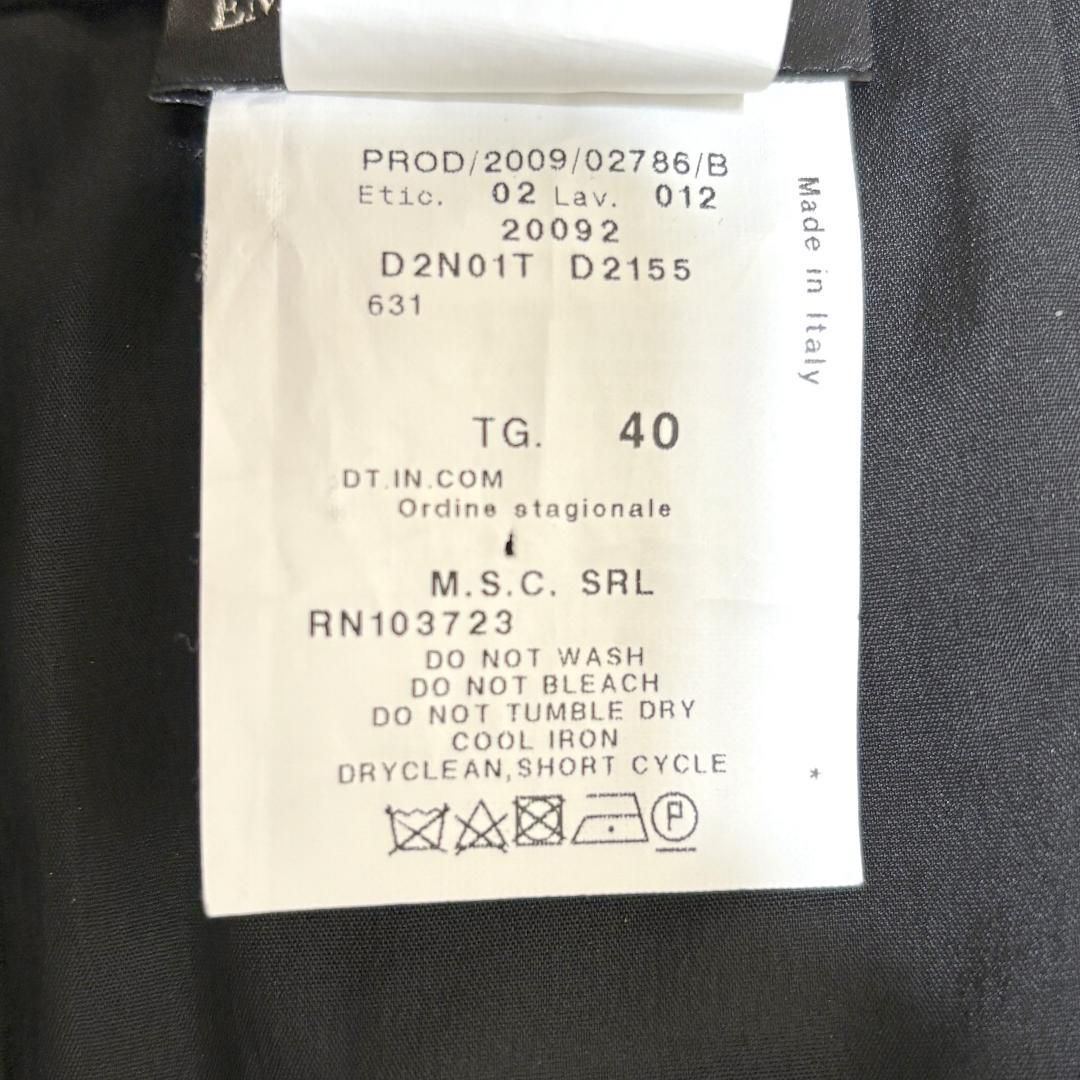 PROD/2009/02786/B
Etic. 02 Lav. 012
20092
D2N01T D2155
631
TG. 40
DT.IN.COM
Ordine stagionale
M.S.C. SRL
RN103723
DO NOT WASH
DO NOT BLEACH
DO NOT TUMBLE DRY
COOL IRON
DRYCLEAN,SHORT CYCLE
P
*
Made in Italy